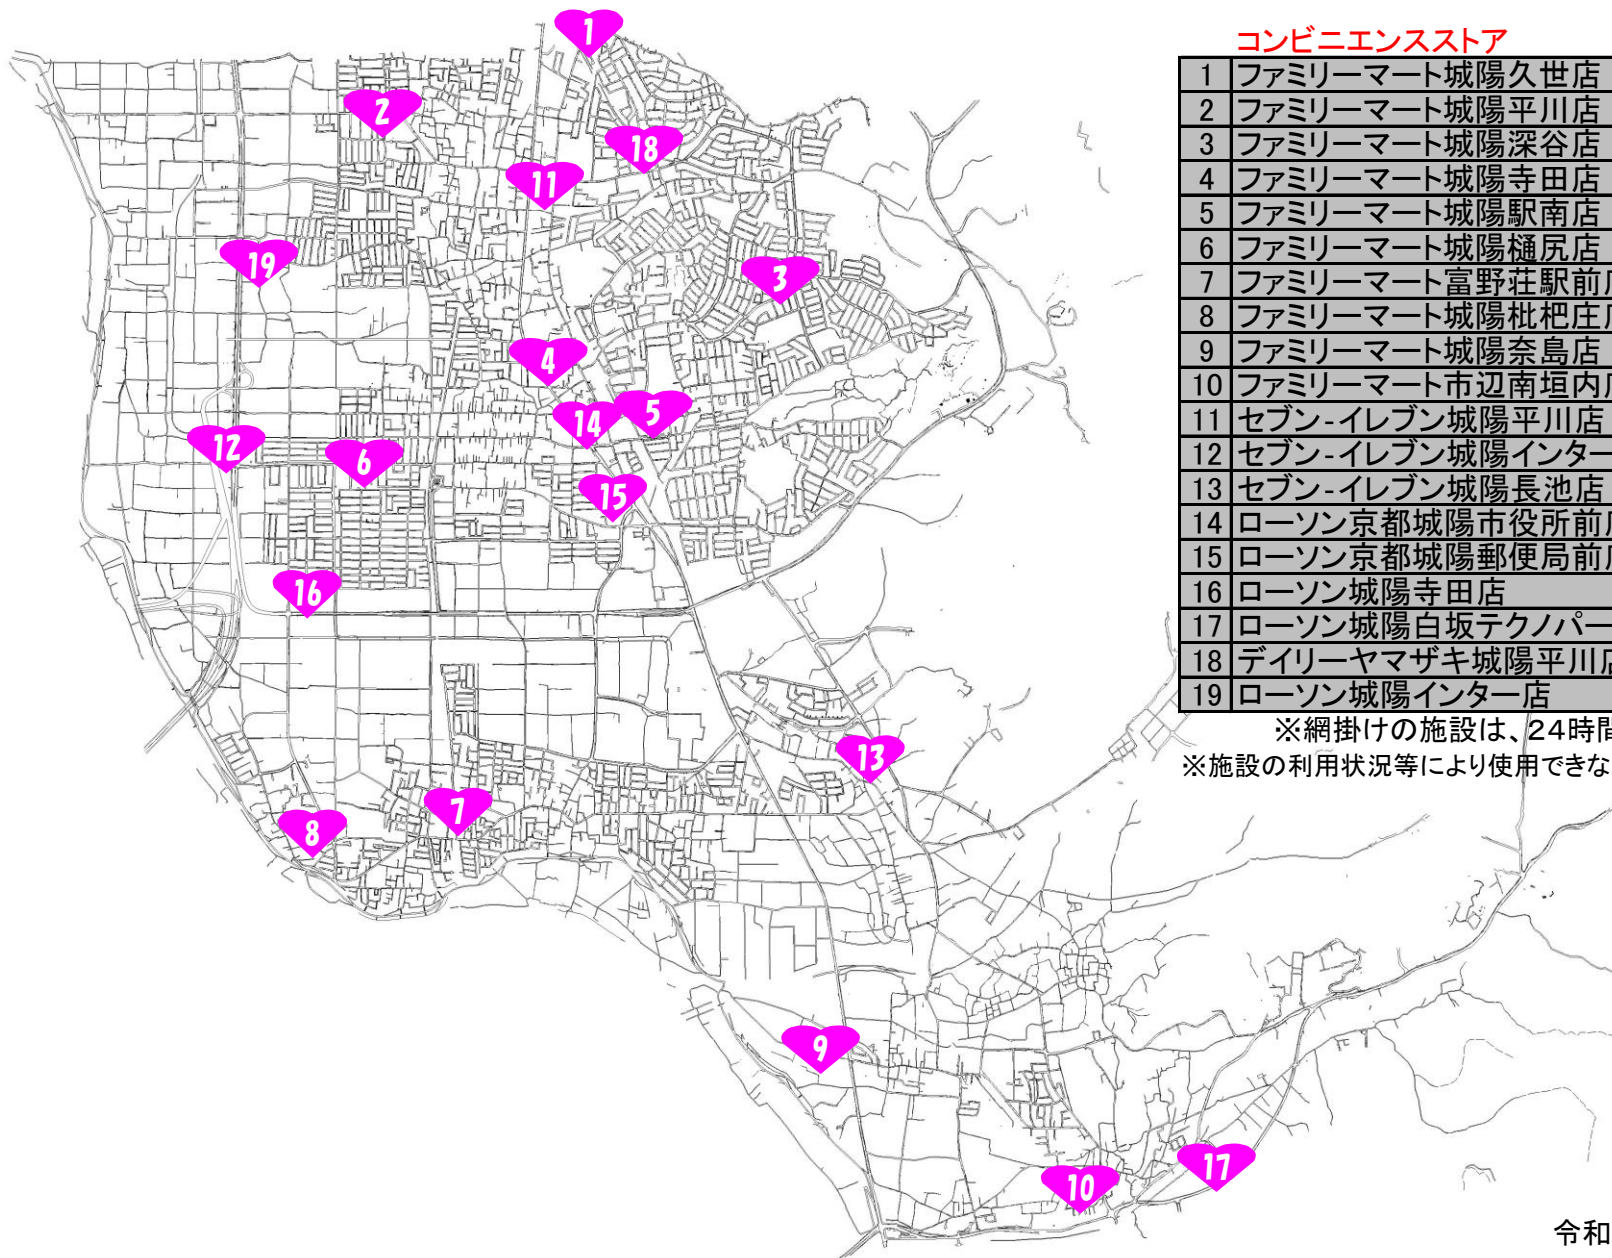 コンビニエンスストア
1 ファミリーマート城陽久世店
2 ファミリーマート城陽平川店
3 ファミリーマート城陽深谷店
4 ファミリーマート城陽寺田店
5 ファミリーマート城陽駅南店
6 ファミリーマート城陽樋尻店
7 ファミリーマート富野荘駅前店
8 ファミリーマート城陽枇杷庄店
9 ファミリーマート城陽奈島店
10 ファミリーマート市辺南垣内店
11 セブン-イレブン城陽平川店
12 セブン-イレブン城陽インター
13 セブン-イレブン城陽長池店
14 ローソン京都城陽市役所前店
15 ローソン京都城陽郵便局前店
16 ローソン城陽寺田店
17 ローソン城陽白坂テクノパー
18 デイリーヤマザキ城陽平川店
19 ローソン城陽インター店
※網掛けの施設は、24時間
※施設の利用状況等により使用できな
1
2
18
11
19
3
4
5
14
12
6
15
16
13
7
8
9
17
10
令和